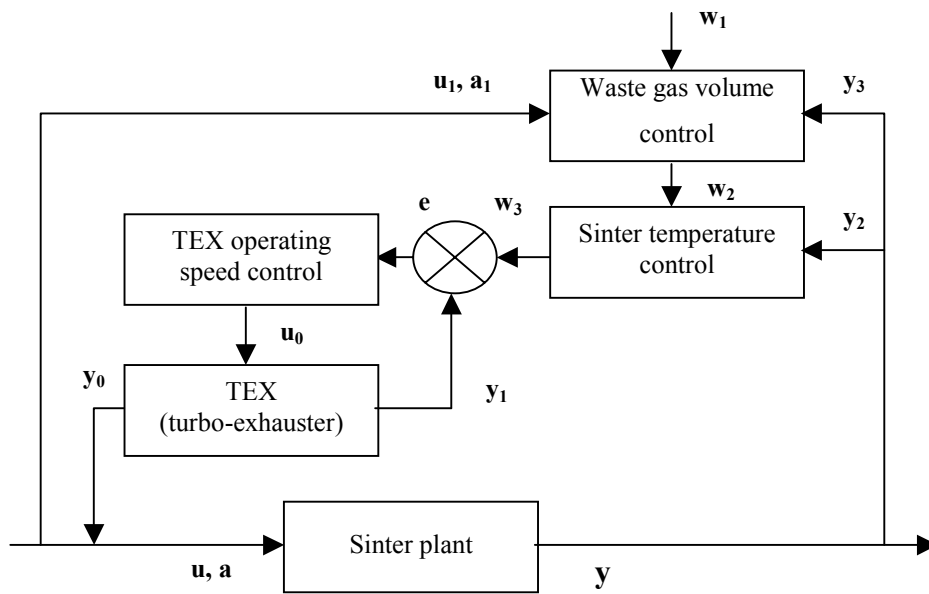 w₁
u₁, a₁
Waste gas volume
control
y₃
e
w₃
w₂
y₂
TEX operating
speed control
Sinter temperature
control
u₀
y₀
TEX
(turbo-exhauster)
y₁
Sinter plant
u, a
y